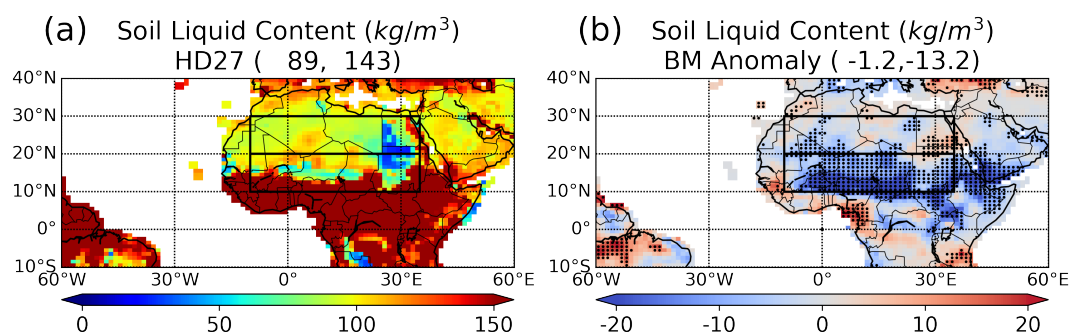 (a) Soil Liquid Content (kg/m³)
HD27 ( 89, 143)
40°N
30°N
20°N
10°N
0°
10°S
60°W
30°W
0°
30°E
60°E
0
50
100
150
(b) Soil Liquid Content (kg/m³)
BM Anomaly ( -1.2,-13.2)
40°N
30°N
20°N
10°N
0°
10°S
60°W
30°W
0°
30°E
60°E
-20
-10
0
10
20